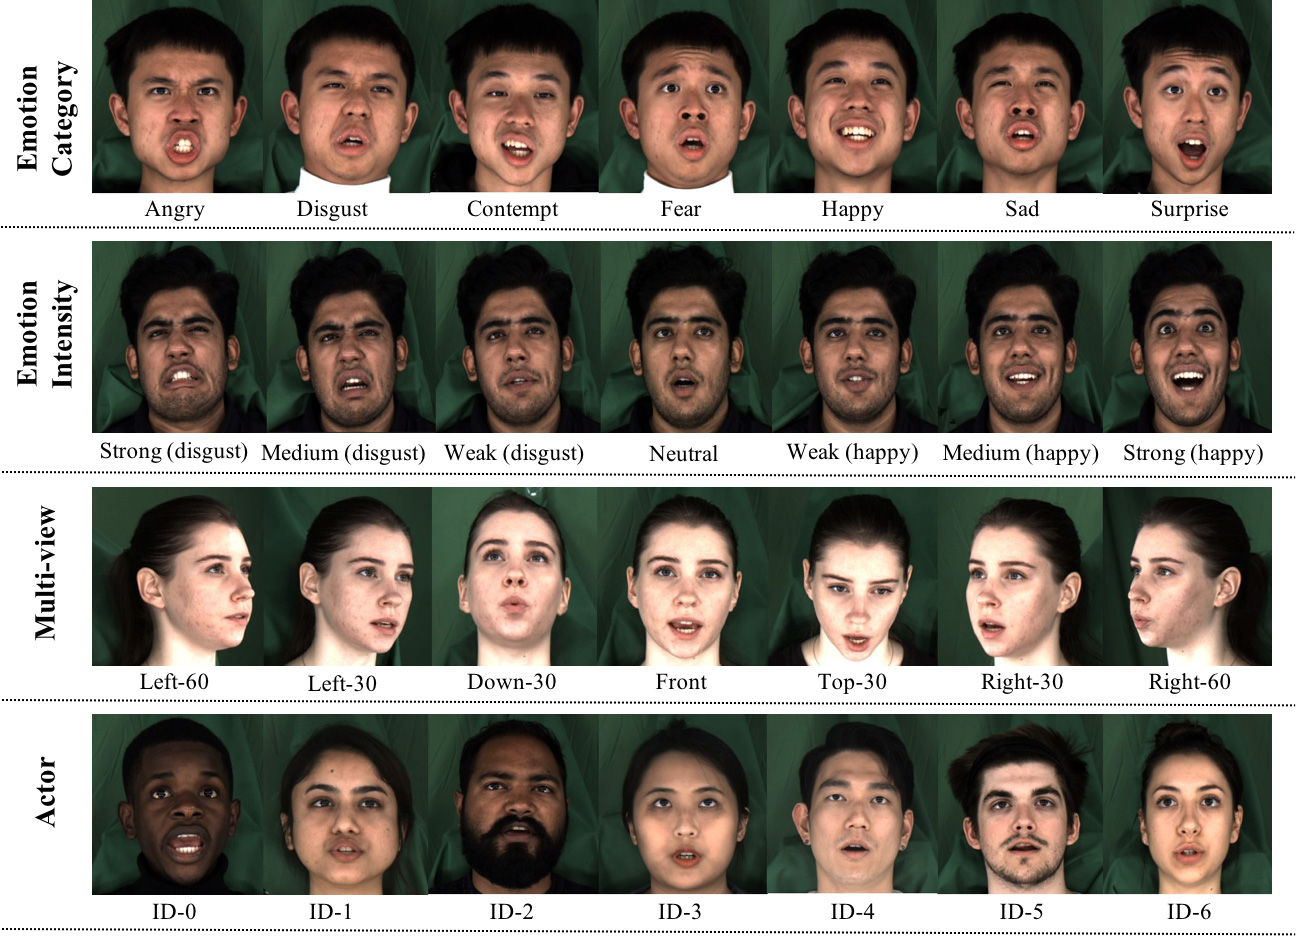 Emotion
Category
Angry Disgust Contempt Fear Happy Sad Surprise
Emotion
Intensity
Strong (disgust) Medium (disgust) Weak (disgust) Neutral Weak (happy) Medium (happy) Strong (happy)
Multi-view
Left-60 Left-30 Down-30 Front Top-30 Right-30 Right-60
Actor
ID-0 ID-1 ID-2 ID-3 ID-4 ID-5 ID-6